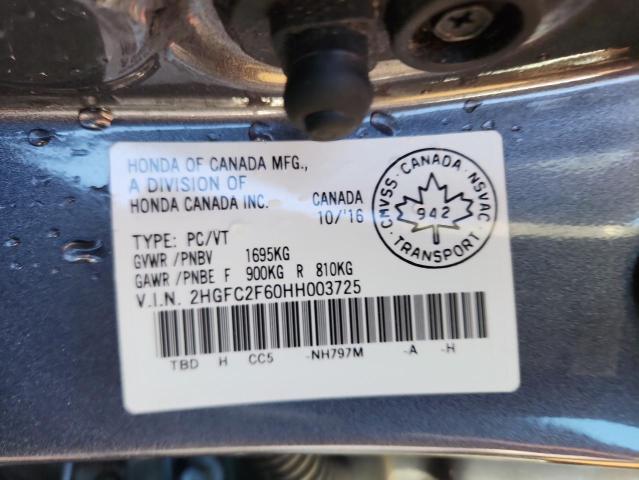 HONDA OF CANADA MFG.,
A DIVISION OF
HONDA CANADA INC.
CANADA
10/'16
TYPE: PC/VT
GVWR /PNBV 1695KG
GAWR /PNBE F 900KG R 810KG
V.I.N. 2HGFC2F60HH003725
TBD H CC5 -NH797M -A -H
CMVSS · CANADA · NSVAC
942
TRANSPORT